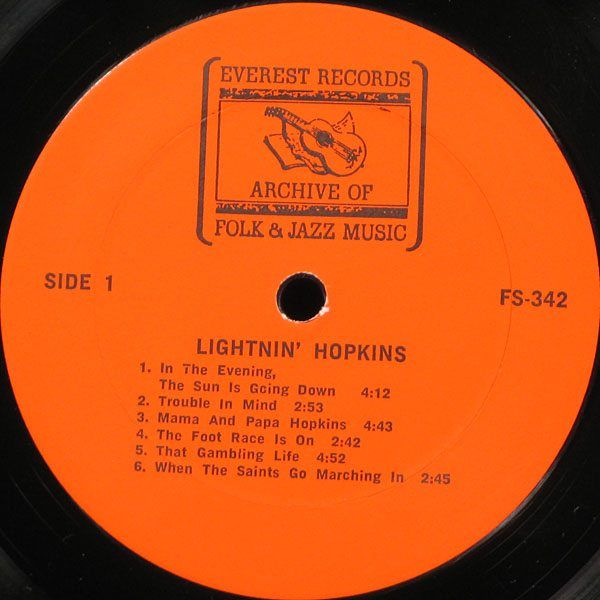 EVEREST RECORDS
ARCHIVE OF
FOLK & JAZZ MUSIC
SIDE 1
FS-342
LIGHTNIN' HOPKINS
1. In The Evening,
The Sun Is Going Down 4:12
2. Trouble In Mind 2:53
3. Mama And Papa Hopkins 4:43
4. The Foot Race Is On 2:42
5. That Gambling Life 4:52
6. When The Saints Go Marching In 2:45